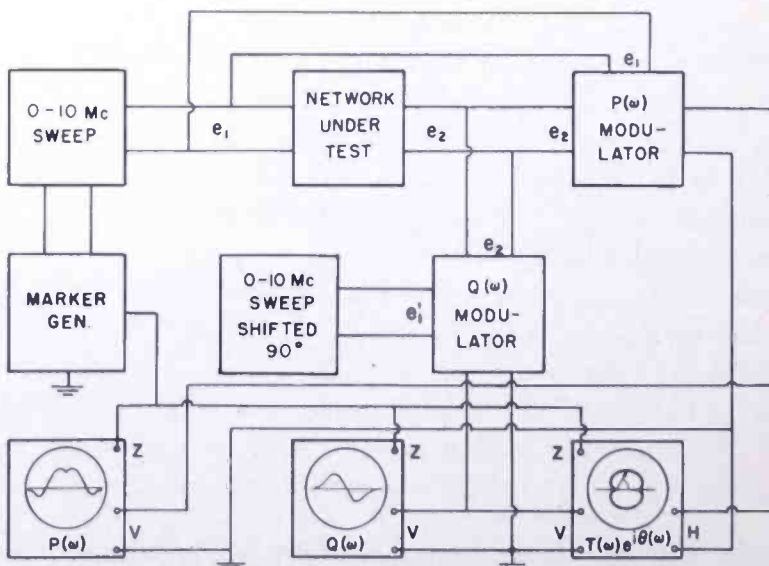 e₁
0-10 Mc
SWEEP
e₁
NETWORK
UNDER
TEST
e₂
e₂
P(ω)
MODU-
LATOR
MARKER
GEN.
0-10 Mc
SWEEP
SHIFTED
90°
e₁'
e₂
Q(ω)
MODU-
LATOR
Z
V
P(ω)
Z
V
Q(ω)
Z
V
H
T(ω)e^iθ(ω)